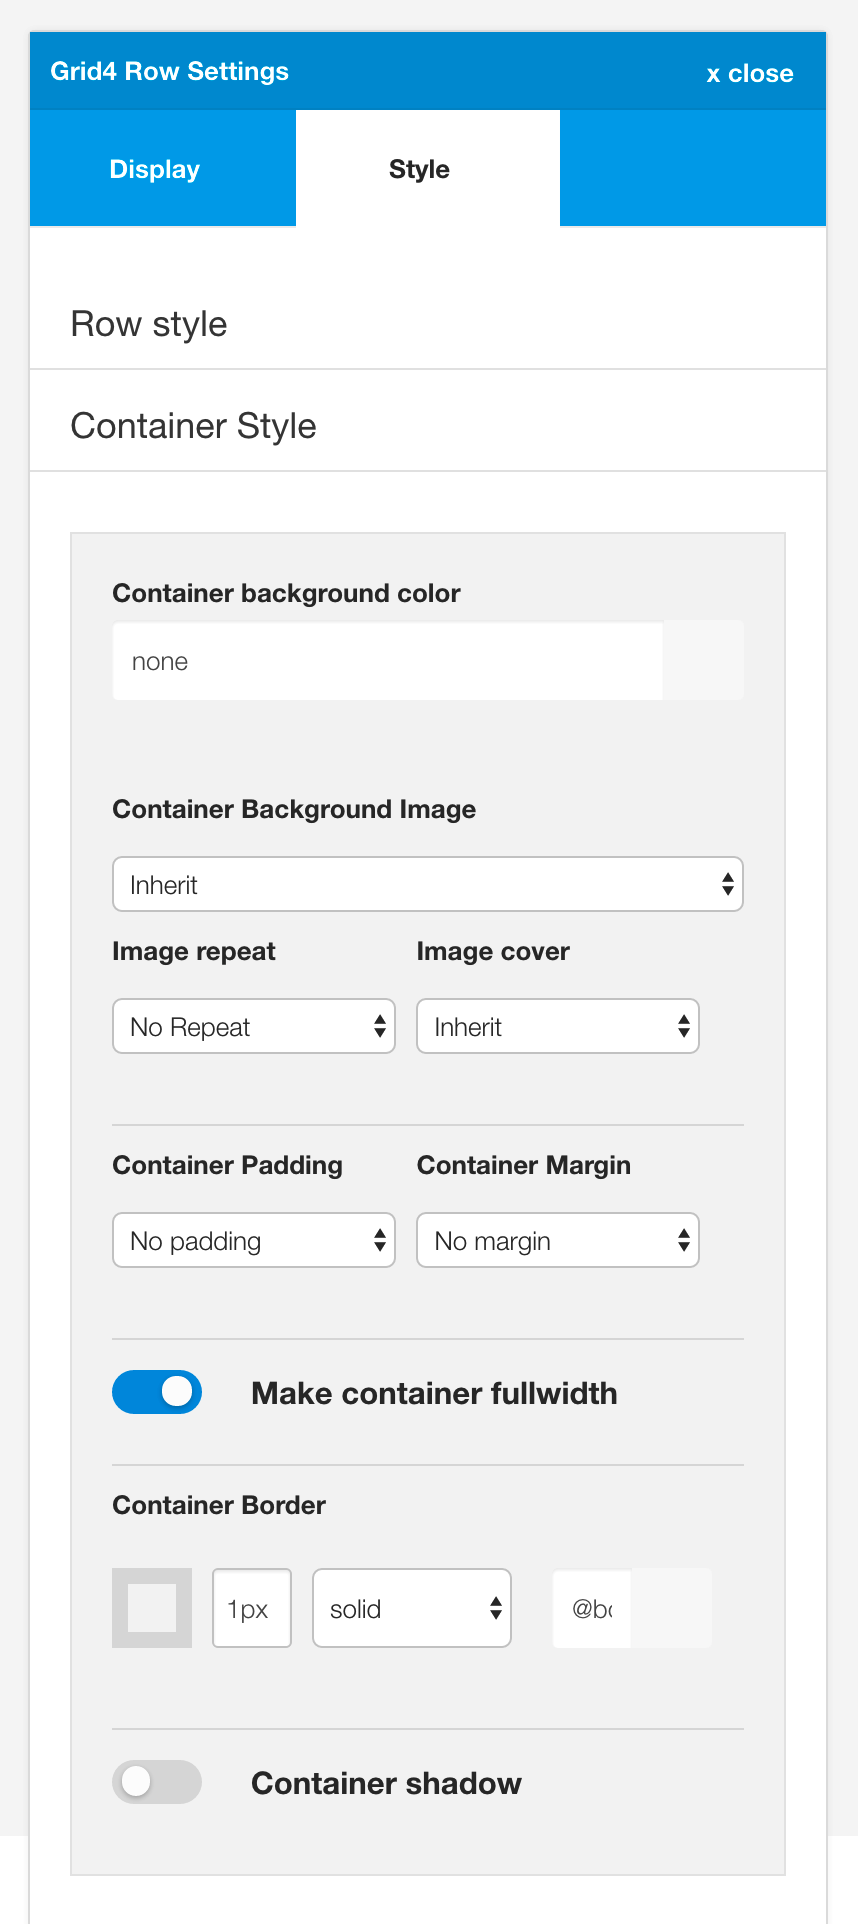 Grid4 Row Settings
x close
Display
Style
Row style
Container Style
Container background color
none
Container Background Image
Inherit
Image repeat
Image cover
No Repeat
Inherit
Container Padding
Container Margin
No padding
No margin
Make container fullwidth
Container Border
1px
solid
Container shadow